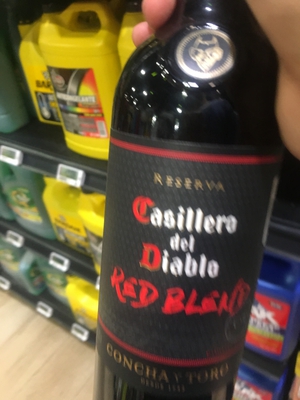 RESERVA
Casillero
del
Diablo
RED BLEND
CONCHA Y TORO